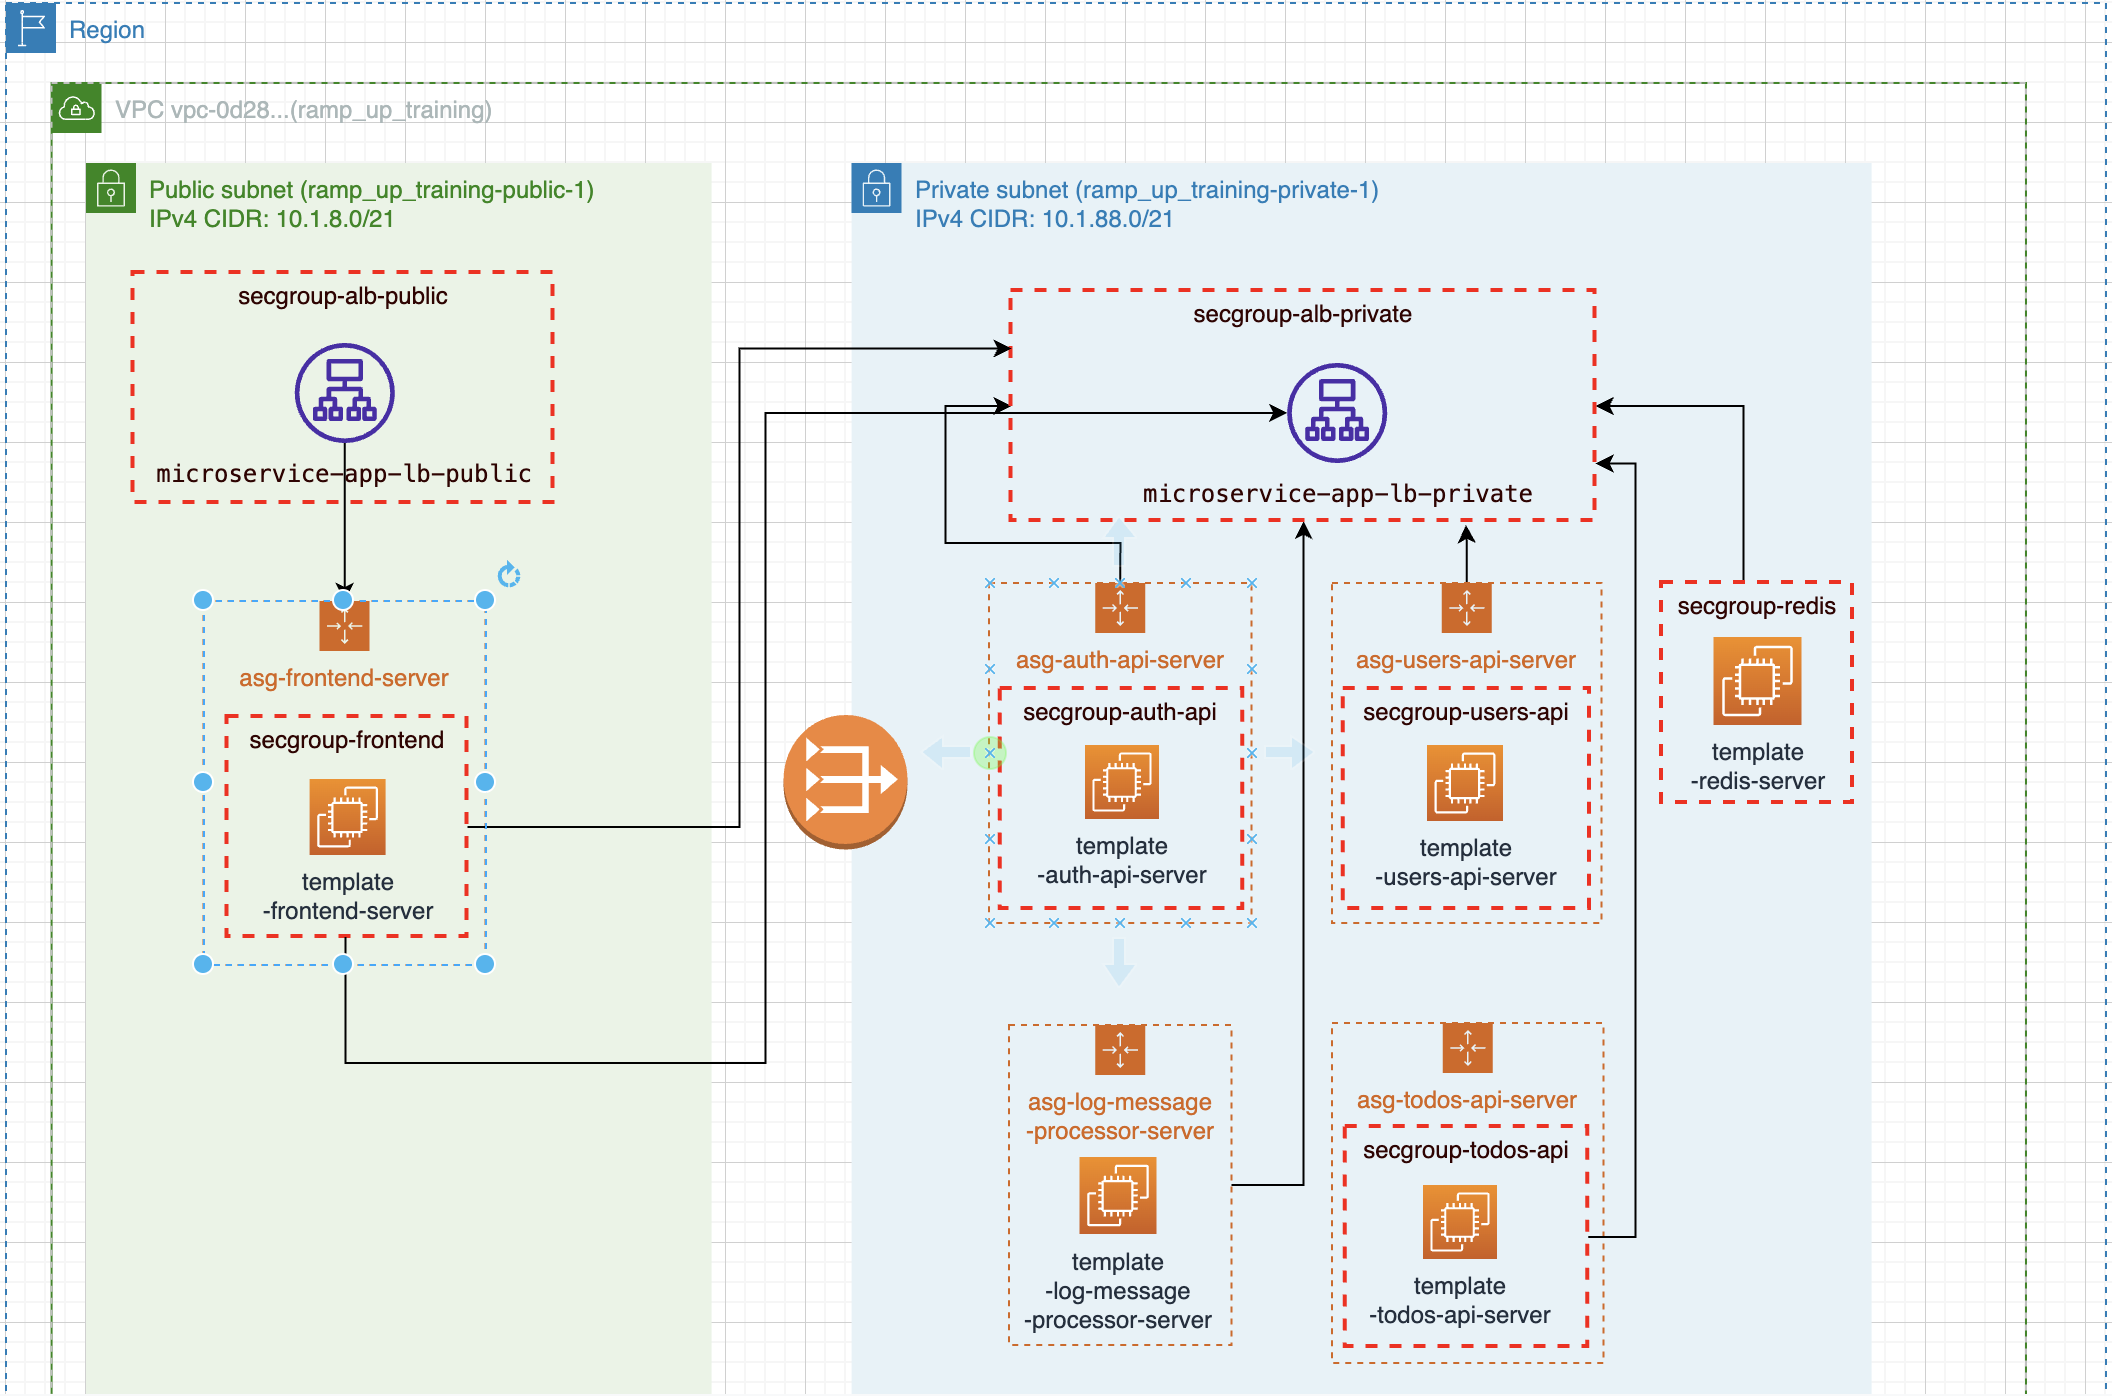 Region
VPC vpc-0d28...(ramp_up_training)
Public subnet (ramp_up_training-public-1)
IPv4 CIDR: 10.1.8.0/21
secgroup-alb-public
microservice-app-lb-public
asg-frontend-server
secgroup-frontend
template
-frontend-server
Private subnet (ramp_up_training-private-1)
IPv4 CIDR: 10.1.88.0/21
secgroup-alb-private
microservice-app-lb-private
asg-auth-api-server
secgroup-auth-api
template
-auth-api-server
asg-users-api-server
secgroup-users-api
template
-users-api-server
secgroup-redis
template
-redis-server
asg-log-message
-processor-server
template
-log-message
-processor-server
asg-todos-api-server
secgroup-todos-api
template
-todos-api-server